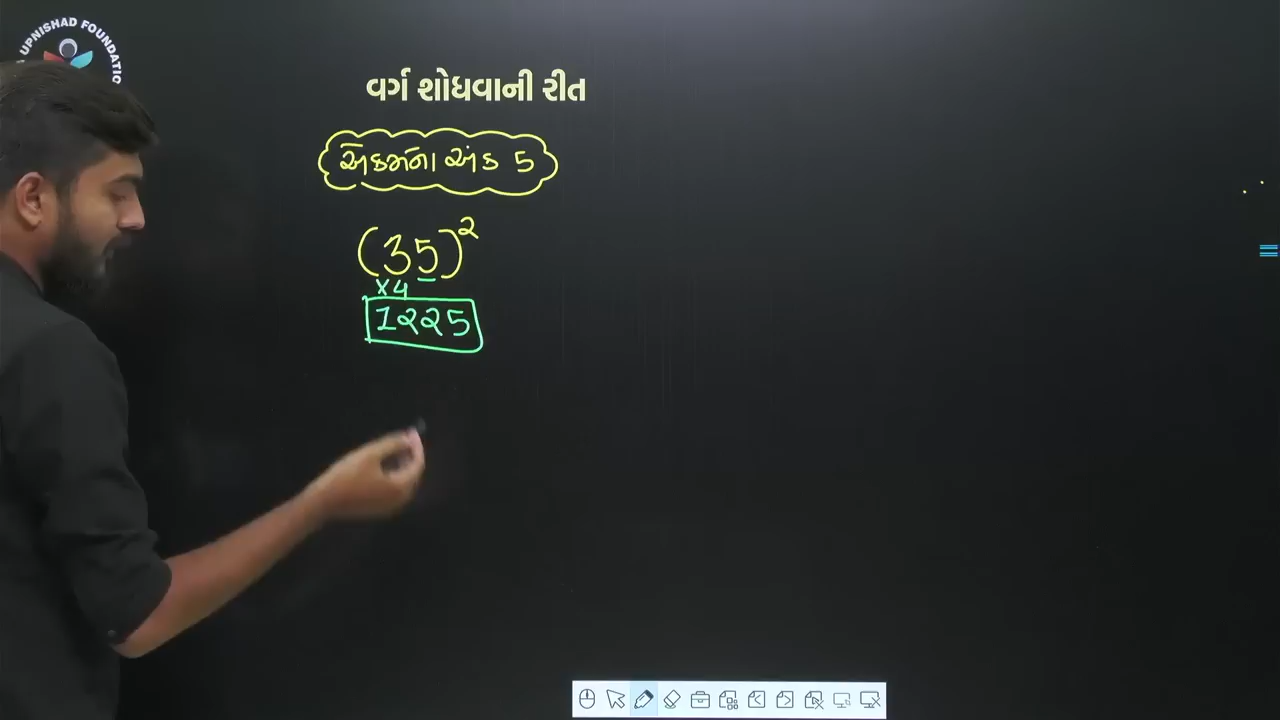 UPNISHAD FOUNDATIO
વર્ગ શોધવાની રીત
એકમના અંક 5
(35)²
×4
1225